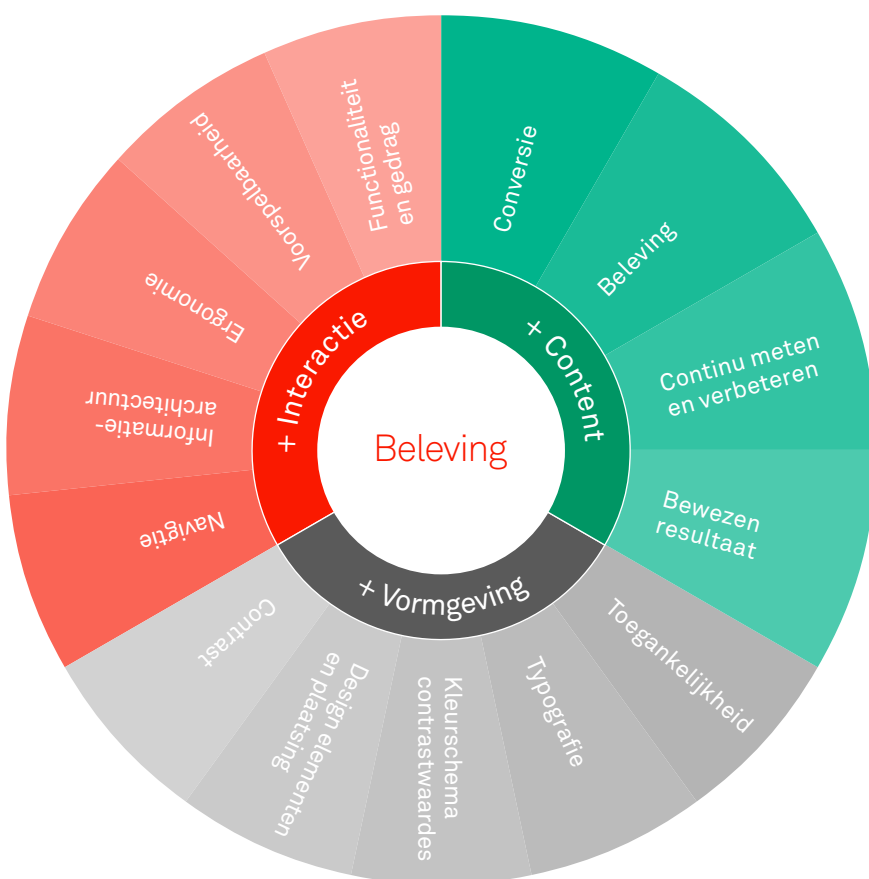 Beleving
+ Content
Conversie
Beleving
Continu meten
en verbeteren
Bewezen
resultaat
+ Vormgeving
Toegankelijkheid
Typografie
Kleurschema
contrastwaardes
Design elementen
en plaatsing
Contrast
+ Interactie
Navigtie
Informatie-
architectuur
Ergonomie
Voorspelbaarheid
Functionaliteit
en gedrag